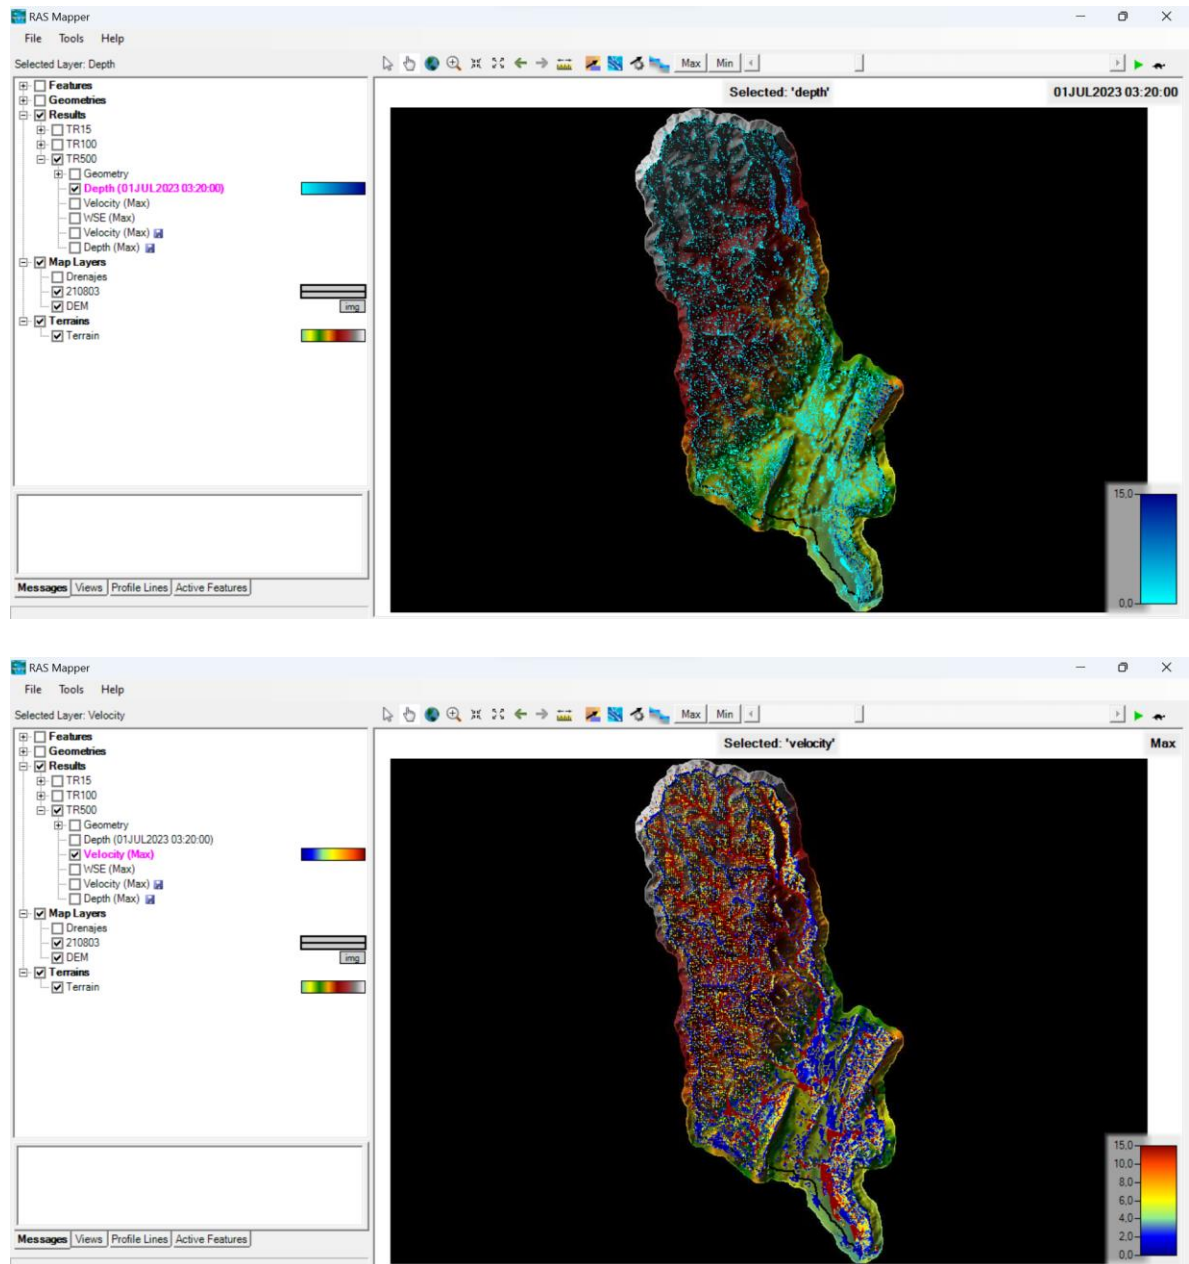 RAS Mapper
File Tools Help
Selected Layer: Depth
Max Min
Features
Geometries
Results
TR15
TR100
TR500
Geometry
Depth (01JUL2023 03:20:00)
Velocity (Max)
WSE (Max)
Velocity (Max)
Depth (Max)
Map Layers
Drenajes
210803
DEM img
Terrains
Terrain
Messages Views Profile Lines Active Features
Selected: 'depth' 01JUL2023 03:20:00
15,0
0,0
RAS Mapper
File Tools Help
Selected Layer: Velocity
Max Min
Features
Geometries
Results
TR15
TR100
TR500
Geometry
Depth (01JUL2023 03:20:00)
Velocity (Max)
WSE (Max)
Velocity (Max)
Depth (Max)
Map Layers
Drenajes
210803
DEM img
Terrains
Terrain
Messages Views Profile Lines Active Features
Selected: 'velocity' Max
15,0
10,0
8,0
6,0
4,0
2,0
0,0